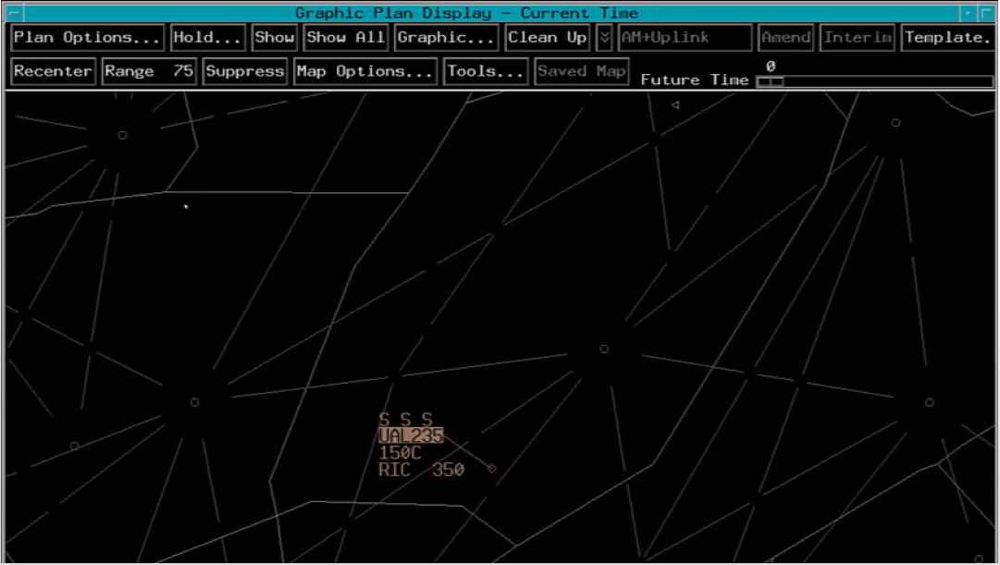 Graphic Plan Display - Current Time
Plan Options... Hold... Show Show All Graphic... Clean Up AM+Uplink Amend Interim Template.
Recenter Range 75 Suppress Map Options... Tools... Saved Map Future Time 0
S S S
UAL235
150C
RIC 350